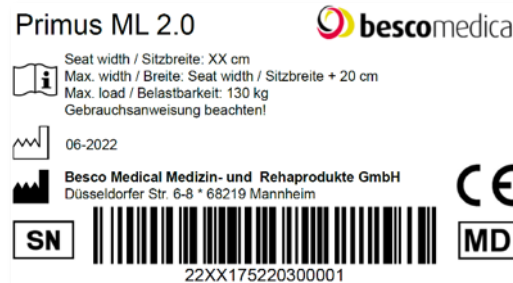 Primus ML 2.0
bescomedica
Seat width / Sitzbreite: XX cm
Max. width / Breite: Seat width / Sitzbreite + 20 cm
Max. load / Belastbarkeit: 130 kg
Gebrauchsanweisung beachten!
06-2022
Besco Medical Medizin- und Rehaprodukte GmbH
Düsseldorfer Str. 6-8 * 68219 Mannheim
CE
SN
MD
22XX175220300001